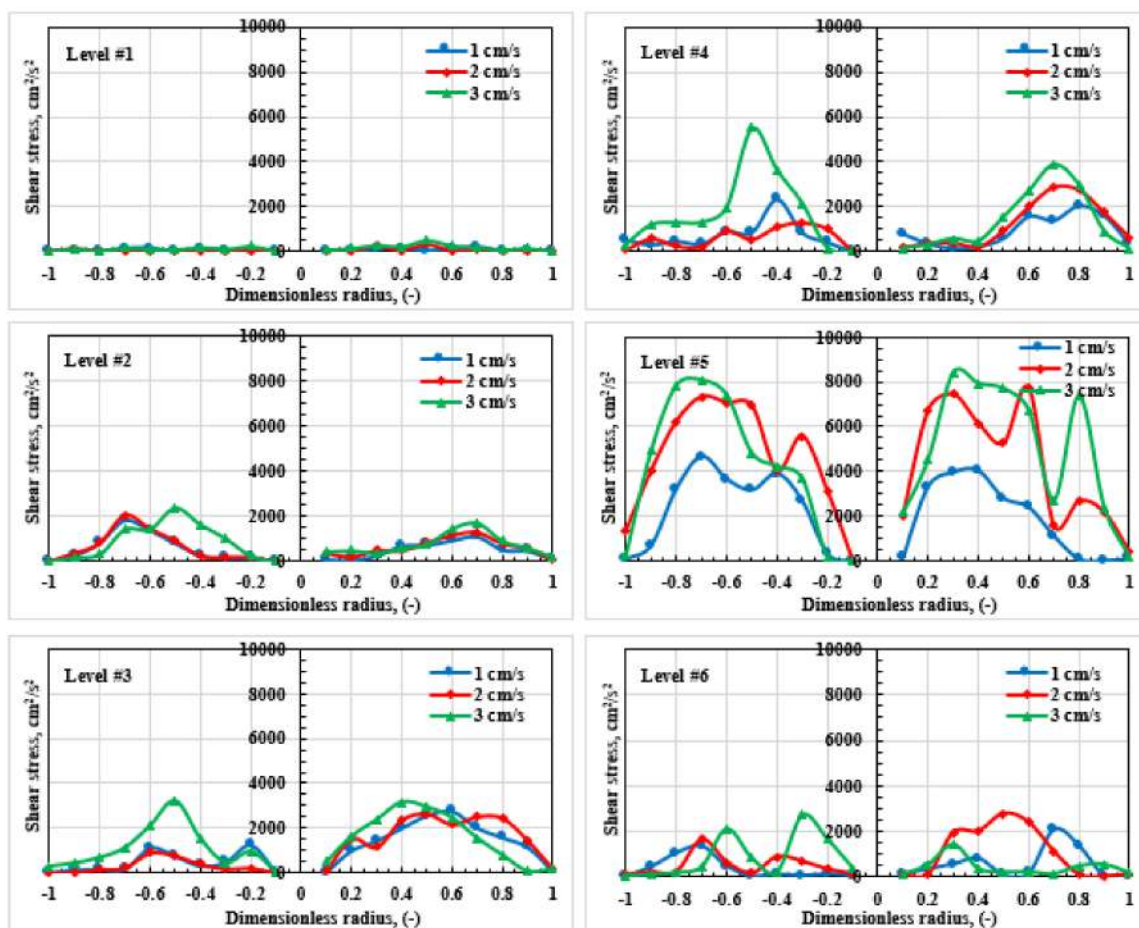 Level #1
Shear stress, cm²/s²
10000
8000
6000
4000
2000
0
1 cm/s
2 cm/s
3 cm/s
-1 -0.8 -0.6 -0.4 -0.2 0 0.2 0.4 0.6 0.8 1
Dimensionless radius, (-)
Level #4
Shear stress, cm²/s²
10000
8000
6000
4000
2000
0
1 cm/s
2 cm/s
3 cm/s
-1 -0.8 -0.6 -0.4 -0.2 0 0.2 0.4 0.6 0.8 1
Dimensionless radius, (-)
Level #2
Shear stress, cm²/s²
10000
8000
6000
4000
2000
0
1 cm/s
2 cm/s
3 cm/s
-1 -0.8 -0.6 -0.4 -0.2 0 0.2 0.4 0.6 0.8 1
Dimensionless radius, (-)
Level #5
Shear stress, cm²/s²
10000
8000
6000
4000
2000
0
1 cm/s
2 cm/s
3 cm/s
-1 -0.8 -0.6 -0.4 -0.2 0 0.2 0.4 0.6 0.8 1
Dimensionless radius, (-)
Level #3
Shear stress, cm²/s²
10000
8000
6000
4000
2000
0
1 cm/s
2 cm/s
3 cm/s
-1 -0.8 -0.6 -0.4 -0.2 0 0.2 0.4 0.6 0.8 1
Dimensionless radius, (-)
Level #6
Shear stress, cm²/s²
10000
8000
6000
4000
2000
0
1 cm/s
2 cm/s
3 cm/s
-1 -0.8 -0.6 -0.4 -0.2 0 0.2 0.4 0.6 0.8 1
Dimensionless radius, (-)